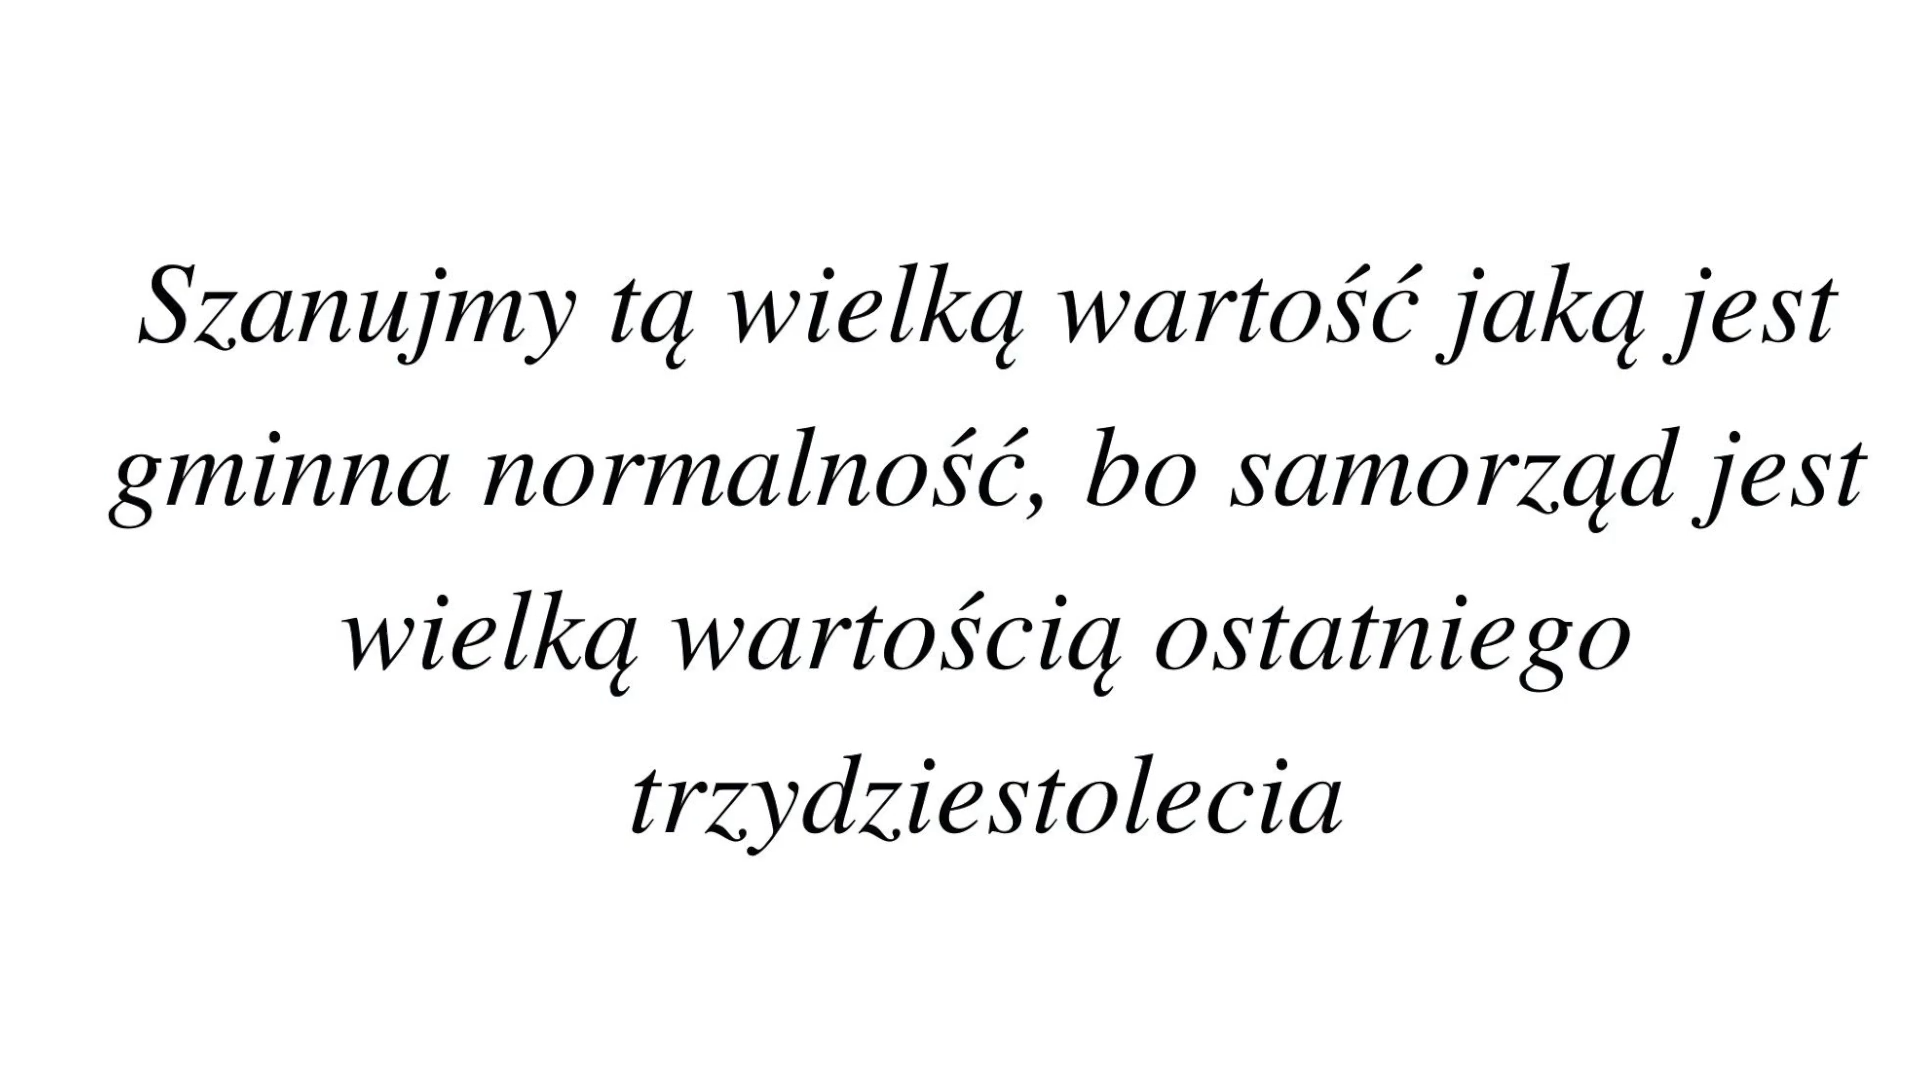 Szanujmy tą wielką wartość jaką jest
gminna normalność, bo samorząd jest
wielką wartością ostatniego
trzydziestolecia